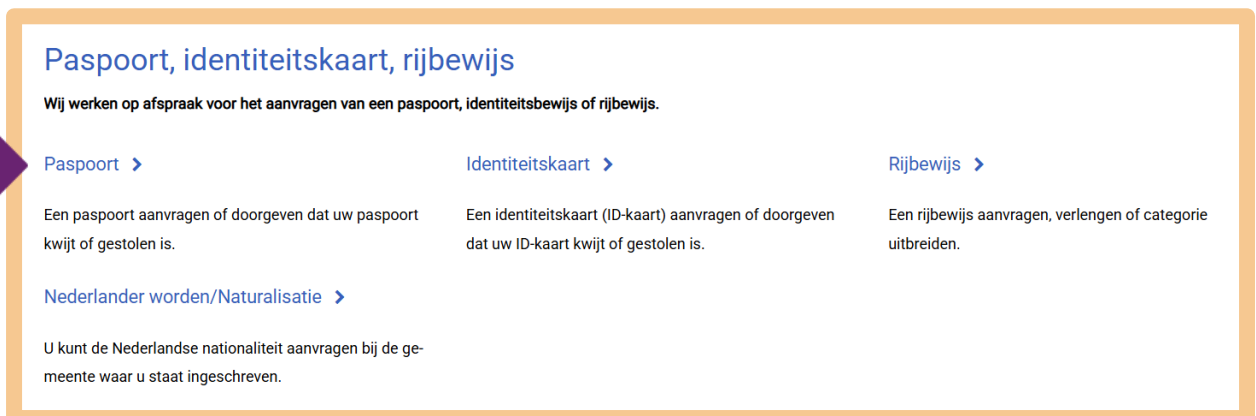 Paspoort, identiteitskaart, rijbewijs
Wij werken op afspraak voor het aanvragen van een paspoort, identiteitsbewijs of rijbewijs.
Paspoort
Een paspoort aanvragen of doorgeven dat uw paspoort
kwijt of gestolen is.
Identiteitskaart
Een identiteitskaart (ID-kaart) aanvragen of doorgeven
dat uw ID-kaart kwijt of gestolen is.
Rijbewijs
Een rijbewijs aanvragen, verlengen of categorie
uitbreiden.
Nederlander worden/Naturalisatie
U kunt de Nederlandse nationaliteit aanvragen bij de ge-
meente waar u staat ingeschreven.